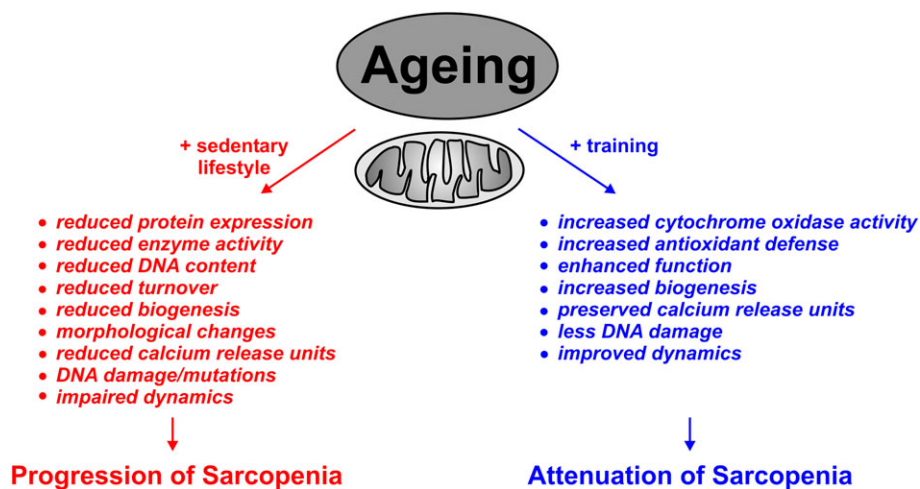 Ageing
+ sedentary
lifestyle
+ training
• reduced protein expression
• reduced enzyme activity
• reduced DNA content
• reduced turnover
• reduced biogenesis
• morphological changes
• reduced calcium release units
• DNA damage/mutations
• impaired dynamics
• increased cytochrome oxidase activity
• increased antioxidant defense
• enhanced function
• increased biogenesis
• preserved calcium release units
• less DNA damage
• improved dynamics
Progression of Sarcopenia
Attenuation of Sarcopenia